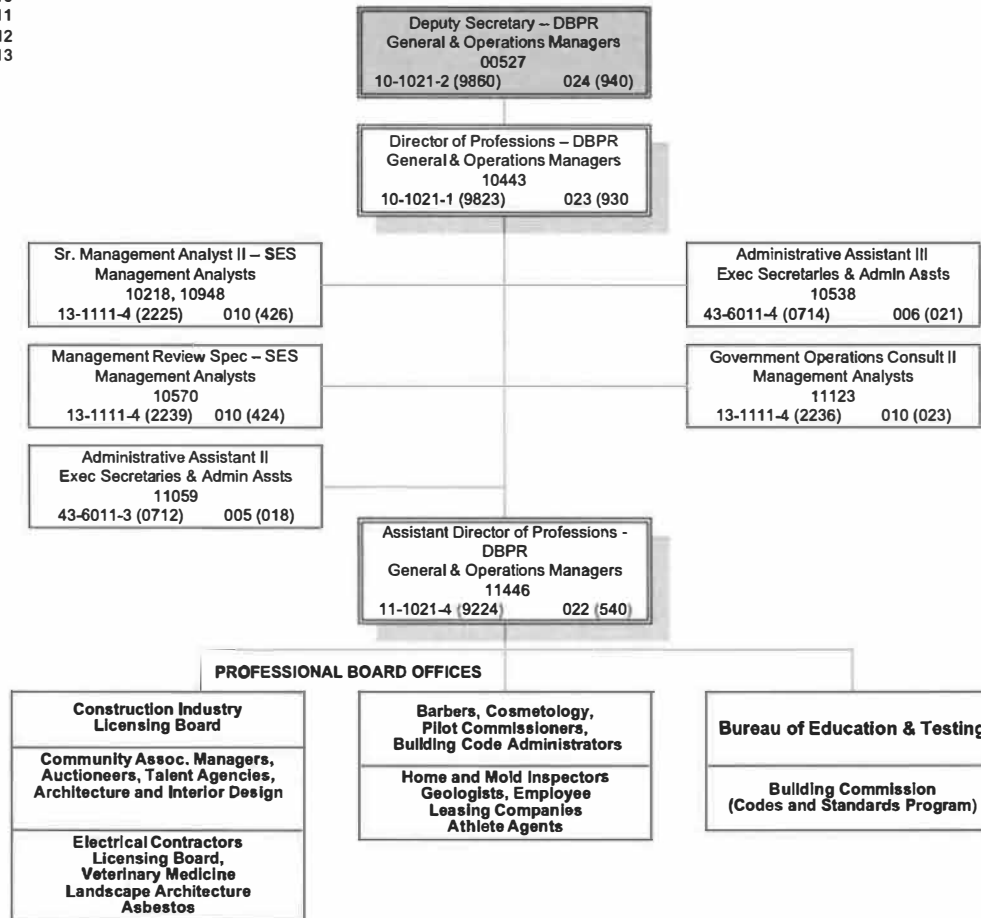 11
12
13
Deputy Secretary – DBPR
General & Operations Managers
00527
10-1021-2 (9860) 024 (940)
Director of Professions – DBPR
General & Operations Managers
10443
10-1021-1 (9823) 023 (930
Sr. Management Analyst II – SES
Management Analysts
10218, 10948
13-1111-4 (2225) 010 (426)
Administrative Assistant III
Exec Secretaries & Admin Assts
10538
43-6011-4 (0714) 006 (021)
Management Review Spec – SES
Management Analysts
10570
13-1111-4 (2239) 010 (424)
Government Operations Consult II
Management Analysts
11123
13-1111-4 (2236) 010 (023)
Administrative Assistant II
Exec Secretaries & Admin Assts
11059
43-6011-3 (0712) 005 (018)
Assistant Director of Professions -
DBPR
General & Operations Managers
11446
11-1021-4 (9224) 022 (540)
PROFESSIONAL BOARD OFFICES
Construction Industry
Licensing Board
Community Assoc. Managers,
Auctioneers, Talent Agencies,
Architecture and Interior Design
Electrical Contractors
Licensing Board,
Veterinary Medicine
Landscape Architecture
Asbestos
Barbers, Cosmetology,
Pilot Commissioners,
Building Code Administrators
Home and Mold Inspectors
Geologists, Employee
Leasing Companies
Athlete Agents
Bureau of Education & Testing
Building Commission
(Codes and Standards Program)